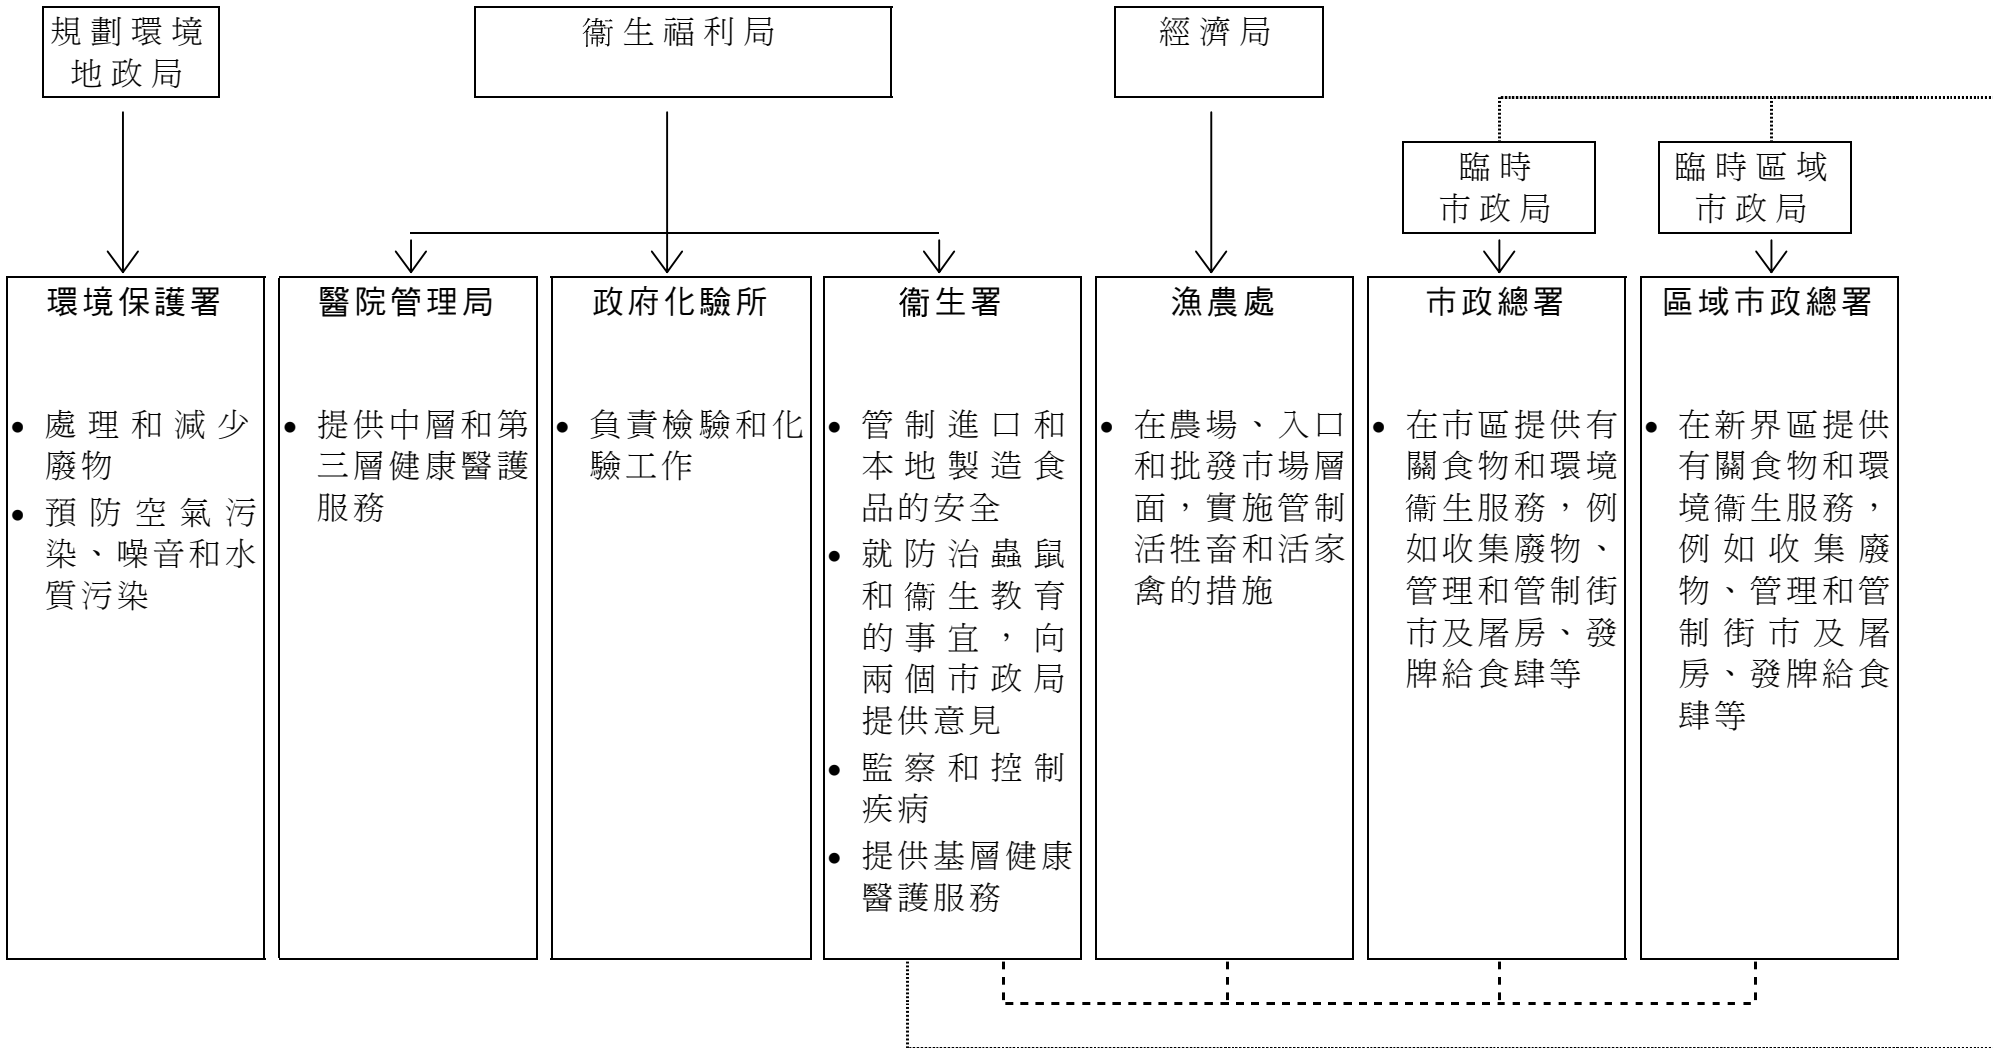 規劃環境
地政局
衞生福利局
經濟局
臨時
市政局
臨時區域
市政局
環境保護署
• 處理和減少
廢物
• 預防空氣污
染、噪音和水
質污染
醫院管理局
• 提供中層和第
三層健康醫護
服務
政府化驗所
• 負責檢驗和化
驗工作
衞生署
• 管制進口和
本地製造食
品的安全
• 就防治蟲鼠
和衞生教育
的事宜，向
兩個市政局
提供意見
• 監察和控制
疾病
• 提供基層健康
醫護服務
漁農處
• 在農場、入口
和批發市場層
面，實施管制
活牲畜和活家
禽的措施
市政總署
• 在市區提供有
關食物和環境
衞生服務，例
如收集廢物、
管理和管制街
市及屠房、發
牌給食肆等
區域市政總署
• 在新界區提供
有關食物和環
境衞生服務，
例如收集廢
物、管理和管
制街市及屠
房、發牌給食
肆等